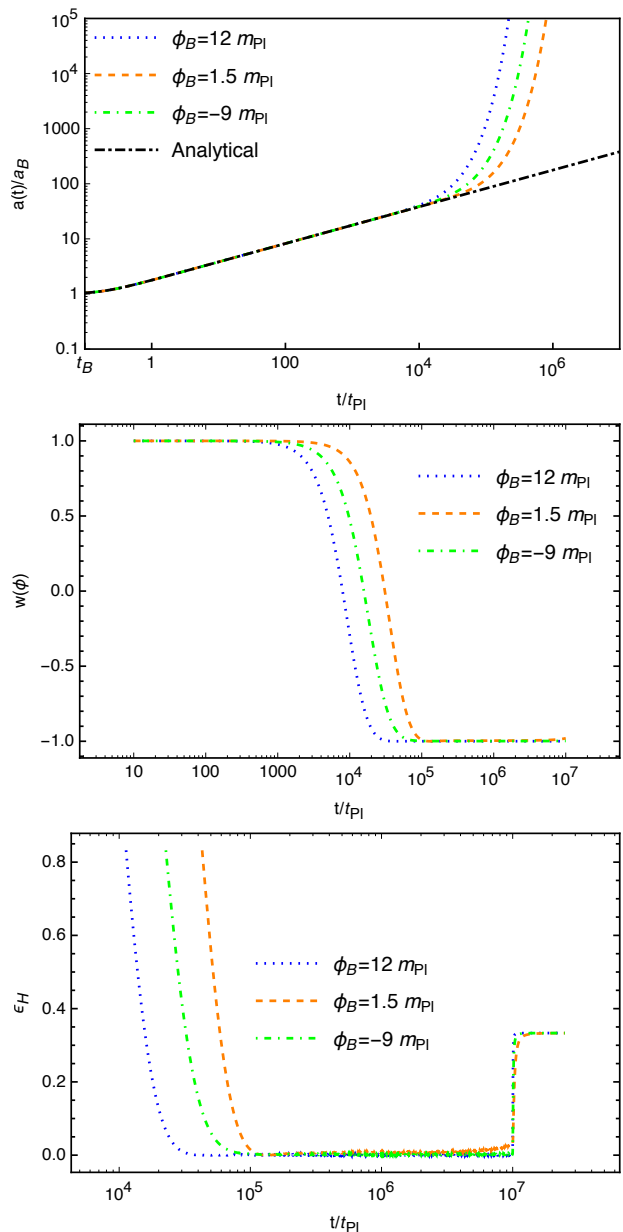 10^5
10^4
1000
100
10
1
0.1
a(t)/a_B
ϕ_B=12 m_Pl
ϕ_B=1.5 m_Pl
ϕ_B=−9 m_Pl
Analytical
t_B 1 100 10^4 10^6
t/t_Pl
1.0
0.5
0.0
−0.5
−1.0
w(ϕ)
ϕ_B=12 m_Pl
ϕ_B=1.5 m_Pl
ϕ_B=−9 m_Pl
10 100 1000 10^4 10^5 10^6 10^7
t/t_Pl
0.8
0.6
0.4
0.2
0.0
ϵ_H
ϕ_B=12 m_Pl
ϕ_B=1.5 m_Pl
ϕ_B=−9 m_Pl
10^4 10^5 10^6 10^7
t/t_Pl